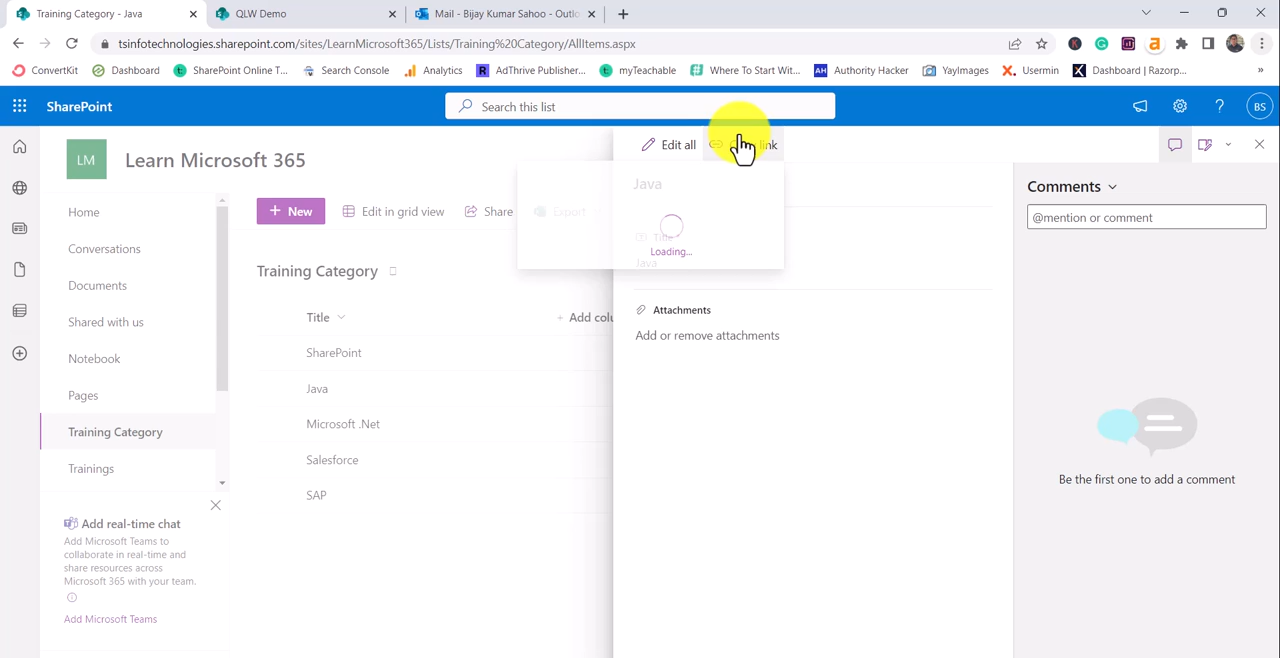 Training Category - Java
QLW Demo
Mail - Bijay Kumar Sahoo - Outlo
tsinfotechnologies.sharepoint.com/sites/LearnMicrosoft365/Lists/Training%20Category/AllItems.aspx
ConvertKit
Dashboard
SharePoint Online T...
Search Console
Analytics
AdThrive Publisher...
myTeachable
Where To Start Wit...
AH
Authority Hacker
YayImages
Usermin
Dashboard | Razorp...
»
SharePoint
Search this list
BS
LM
Learn Microsoft 365
Home
Conversations
Documents
Shared with us
Notebook
Pages
Training Category
Trainings
Add real-time chat
Add Microsoft Teams to
collaborate in real-time and
share resources across
Microsoft 365 with your team.
Add Microsoft Teams
+ New
Edit in grid view
Share
Export
Training Category
Title
+ Add colu
SharePoint
Java
Microsoft .Net
Salesforce
SAP
Edit all
link
Java
Title
Loading...
Java
Attachments
Add or remove attachments
Comments
@mention or comment
Be the first one to add a comment